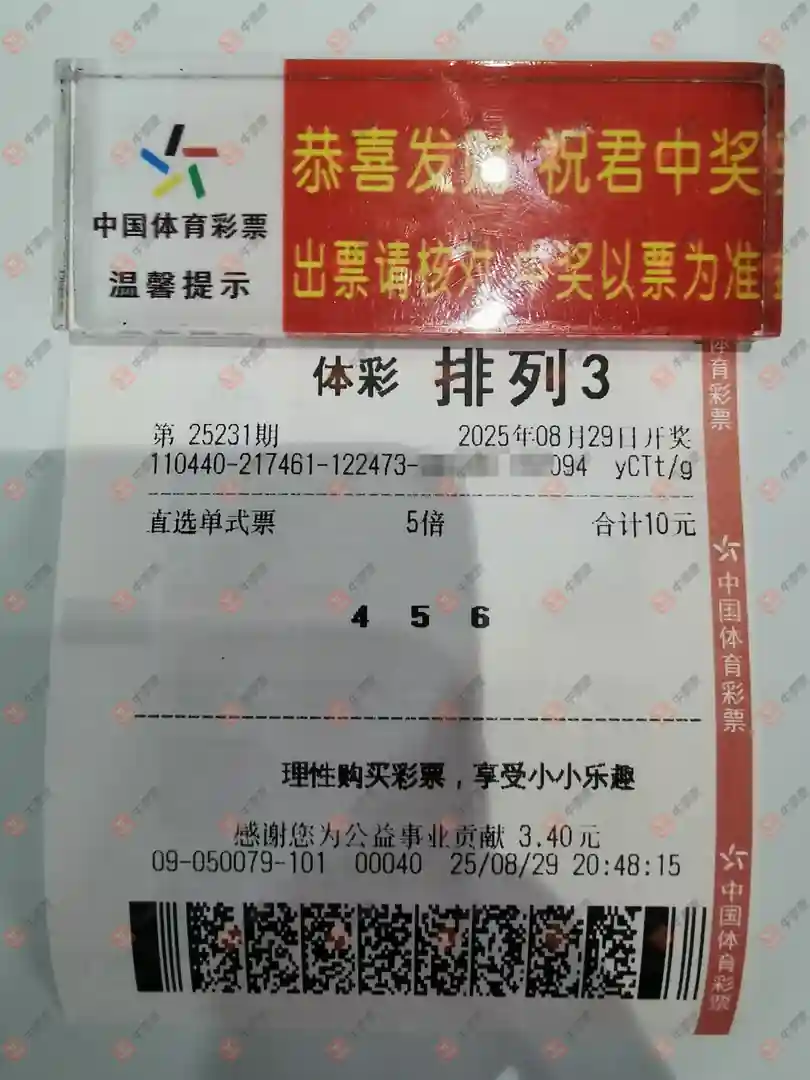 恭喜发财 祝君中奖
中国体育彩票
出票请核对 中奖以票为准
温馨提示
体彩 排列3
体育彩票
第 25231期 2025年08月29日开奖
110440-217461-122473- 094 yCTt/g
直选单式票 5倍 合计10元
中国体育彩票
4 5 6
理性购买彩票，享受小小乐趣
感谢您为公益事业贡献 3.40元
09-050079-101 00040 25/08/29 20:48:15
中国体育彩票